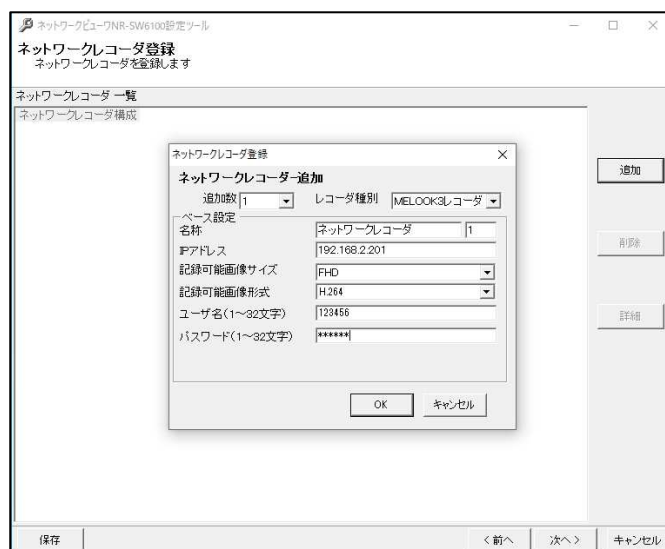 ネットワークビューワNR-SW6100設定ツール
ネットワークレコーダ登録
ネットワークレコーダを登録します
ネットワークレコーダ 一覧
ネットワークレコーダ構成
追加
削除
詳細
ネットワークレコーダ登録
ネットワークレコーダー追加
追加数 1 レコーダ種別 MELOOK3レコーダ
ベース設定
名称 ネットワークレコーダ 1
IPアドレス 192.168.2.201
記録可能画像サイズ FHD
記録可能画像形式 H.264
ユーザ名(1～32文字) 123456
パスワード(1～32文字) ******
OK キャンセル
保存 <前へ 次へ> キャンセル